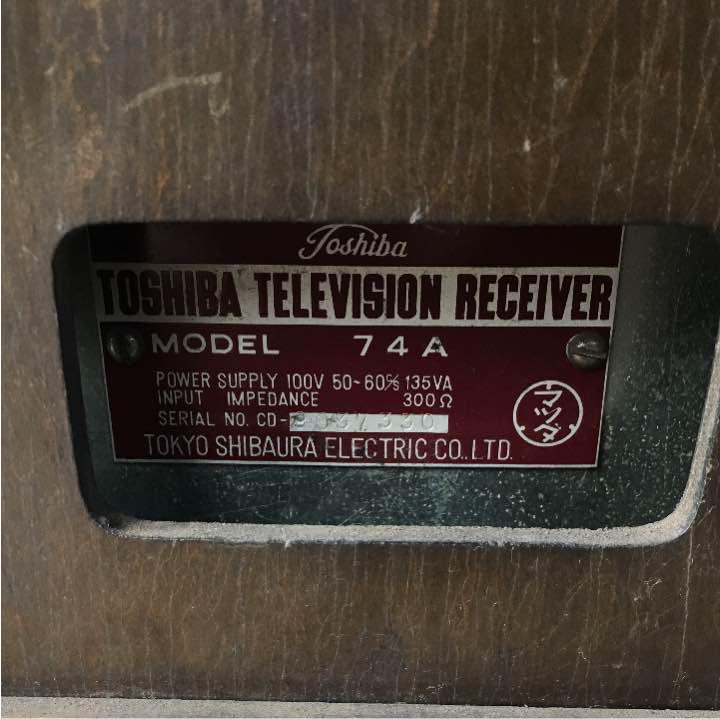 Toshiba
TOSHIBA TELEVISION RECEIVER
MODEL 74A
POWER SUPPLY 100V 50~60% 135VA
INPUT IMPEDANCE 300Ω
SERIAL NO. CD-
マツダ
TOKYO SHIBAURA ELECTRIC CO.,LTD.